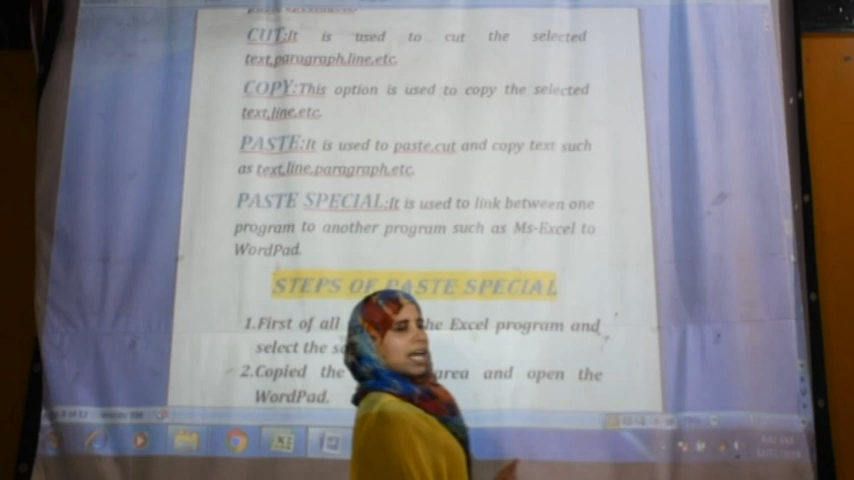 CUT:It is used to cut the selected
text,paragraph,line,etc.
COPY:This option is used to copy the selected
text,line,etc.
PASTE:It is used to paste,cut and copy text such
as text,line,paragraph,etc.
PASTE SPECIAL:It is used to link between one
program to another program such as Ms-Excel to
WordPad.
STEPS OF PASTE SPECIAL
1.First of all the Excel program and
select the
2.Copied the area and open the
WordPad.